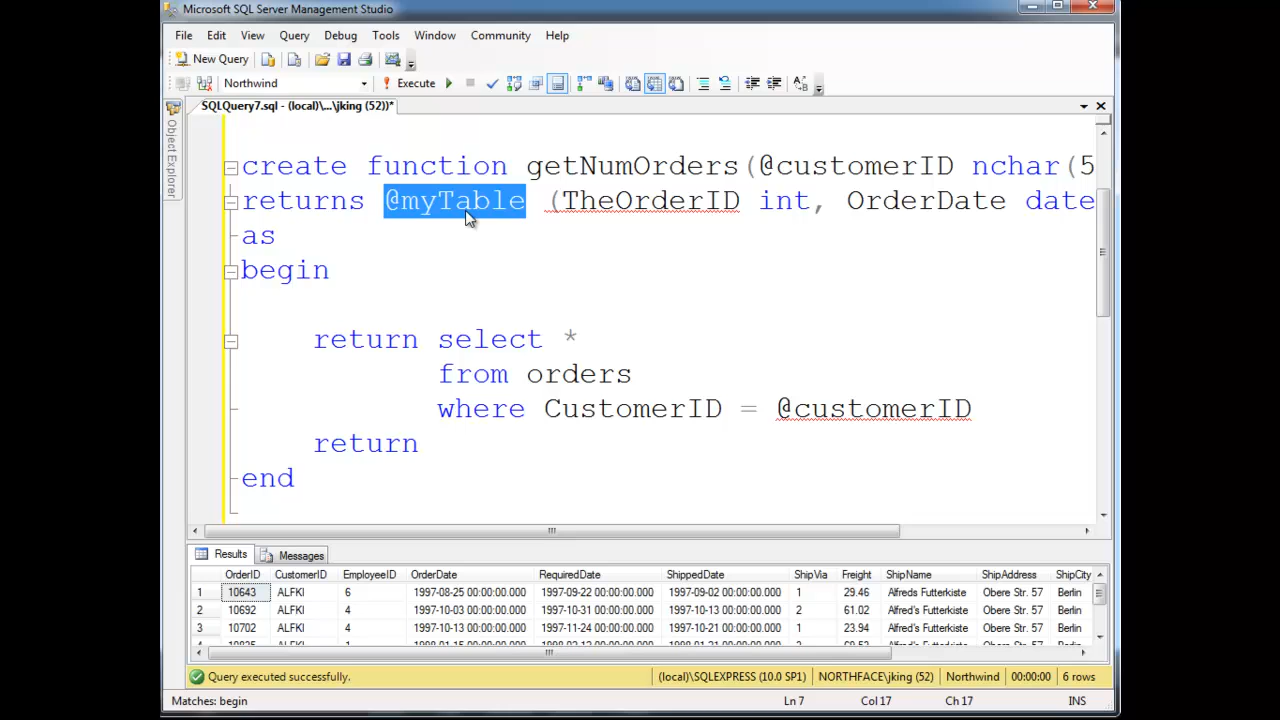 Microsoft SQL Server Management Studio
File Edit View Query Debug Tools Window Community Help
New Query
Northwind Execute
SQLQuery7.sql - (local)\...\jking (52))*
Object Explorer
create function getNumOrders(@customerID nchar(5
returns @myTable (TheOrderID int, OrderDate date
as
begin
return select *
from orders
where CustomerID = @customerID
return
end
Results Messages
OrderID CustomerID EmployeeID OrderDate RequiredDate ShippedDate ShipVia Freight ShipName ShipAddress ShipCity
1 10643 ALFKI 6 1997-08-25 00:00:00.000 1997-09-22 00:00:00.000 1997-09-02 00:00:00.000 1 29.46 Alfreds Futterkiste Obere Str. 57 Berlin
2 10692 ALFKI 4 1997-10-03 00:00:00.000 1997-10-31 00:00:00.000 1997-10-13 00:00:00.000 2 61.02 Alfred's Futterkiste Obere Str. 57 Berlin
3 10702 ALFKI 4 1997-10-13 00:00:00.000 1997-11-24 00:00:00.000 1997-10-21 00:00:00.000 1 23.94 Alfred's Futterkiste Obere Str. 57 Berlin
Query executed successfully. (local)\SQLEXPRESS (10.0 SP1) NORTHFACE\jking (52) Northwind 00:00:00 6 rows
Matches: begin Ln 7 Col 17 Ch 17 INS